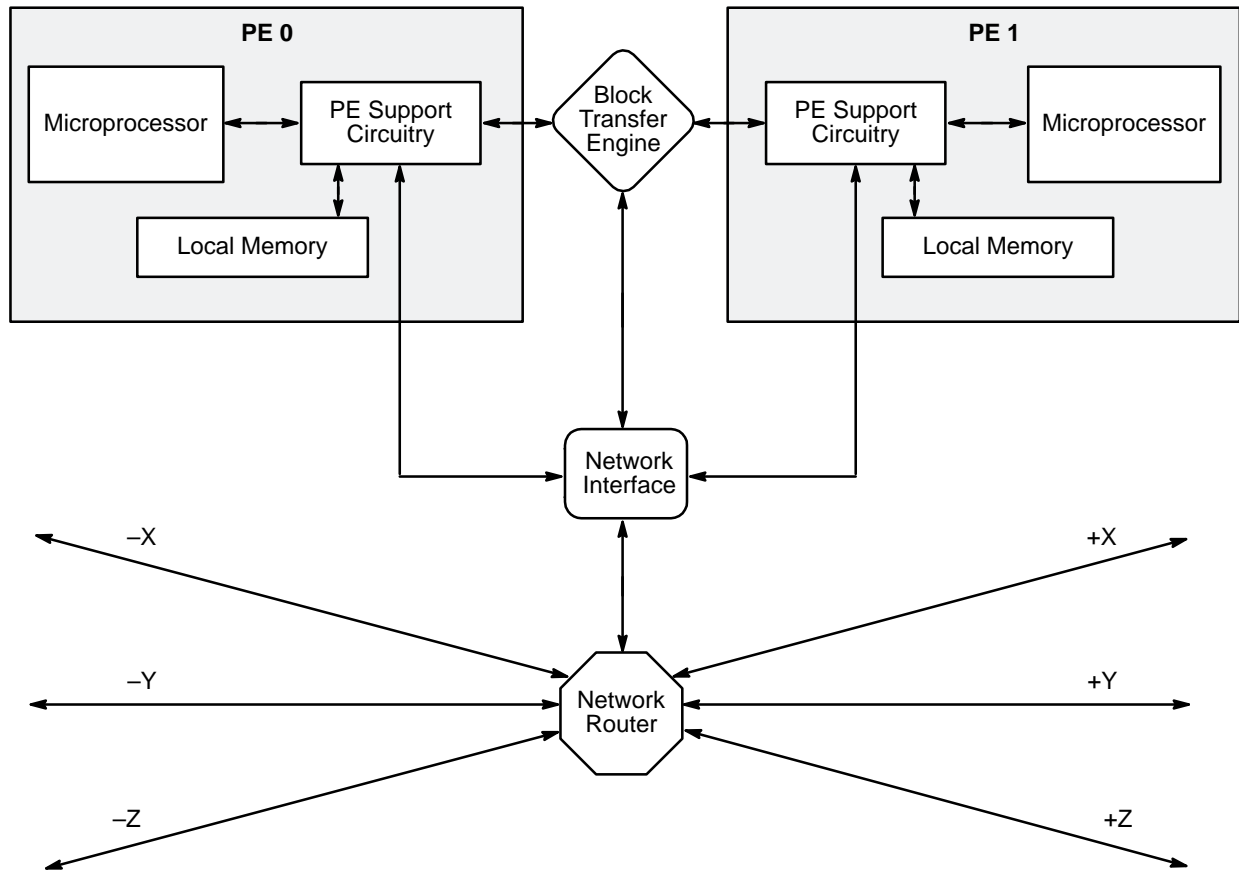 PE 0
PE 1
Microprocessor
PE Support
Circuitry
Local Memory
Block
Transfer
Engine
PE Support
Circuitry
Microprocessor
Local Memory
Network
Interface
–X
+X
–Y
+Y
Network
Router
–Z
+Z